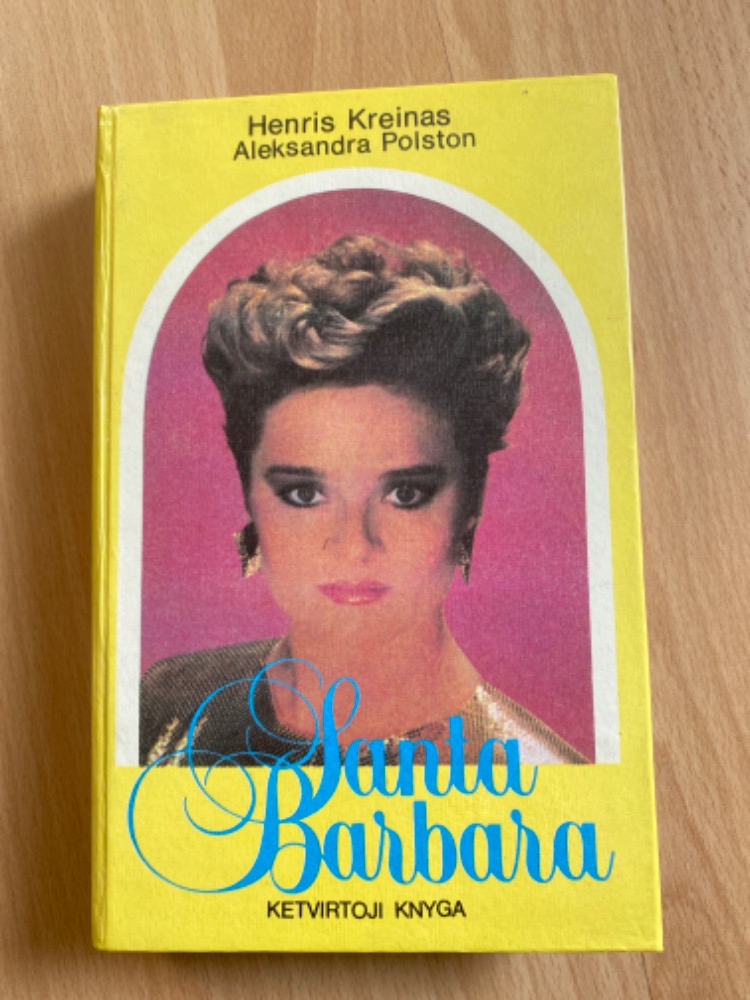 Henris Kreinas
Aleksandra Polston
Santa
Barbara
KETVIRTOJI KNYGA